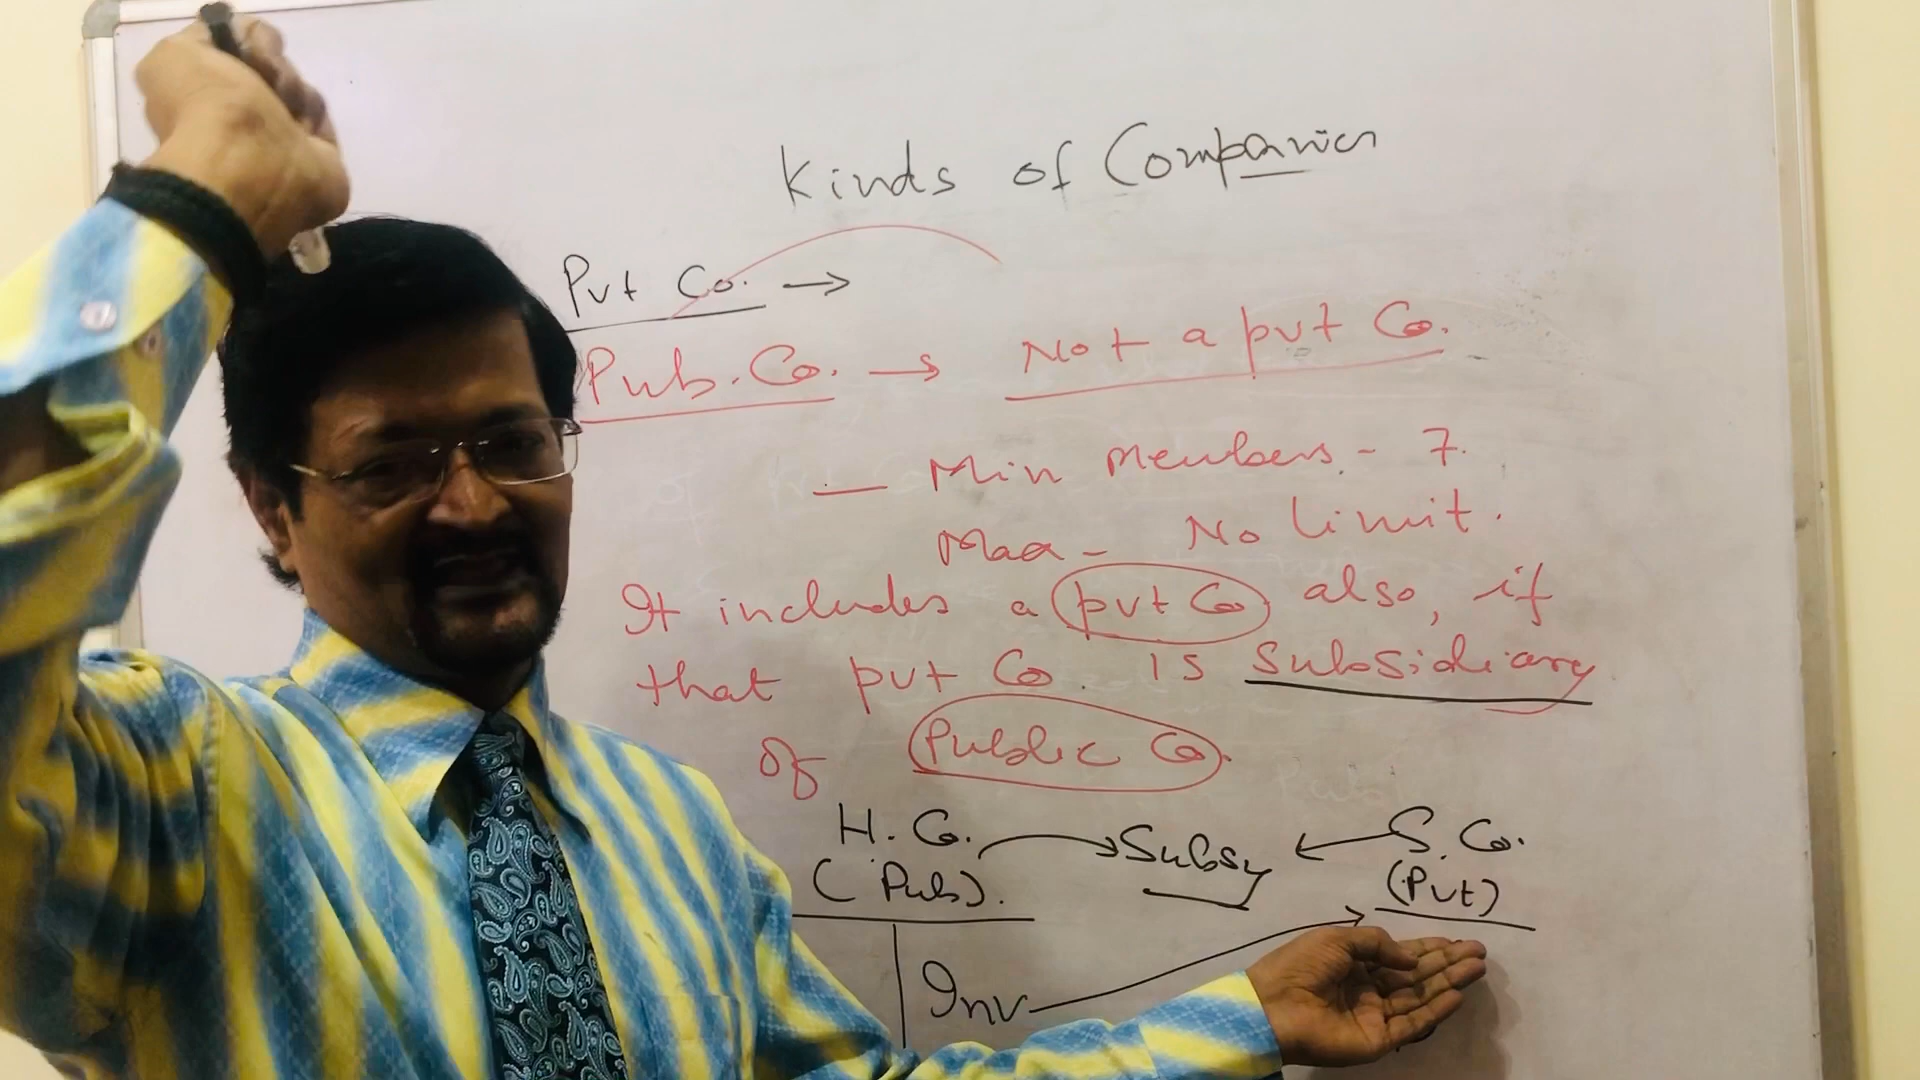 Kinds of Companies
Pvt Co. →
Pub. Co. → Not a pvt Co.
— Min members - 7.
Max - No limit.
It includes a pvt Co also, if
that pvt Co. is subsidiary
of Public Co.
H. Co. → Subsy ← S. Co.
(Pub). (Pvt)
Inv